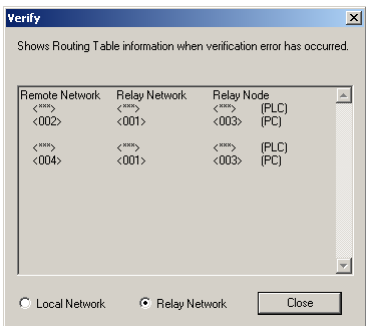 Verify
Shows Routing Table information when verification error has occurred.
Remote Network Relay Network Relay Node
<***> <***> <***> (PLC)
<002> <001> <003> (PC)
<***> <***> <***> (PLC)
<004> <001> <003> (PC)
Local Network Relay Network Close